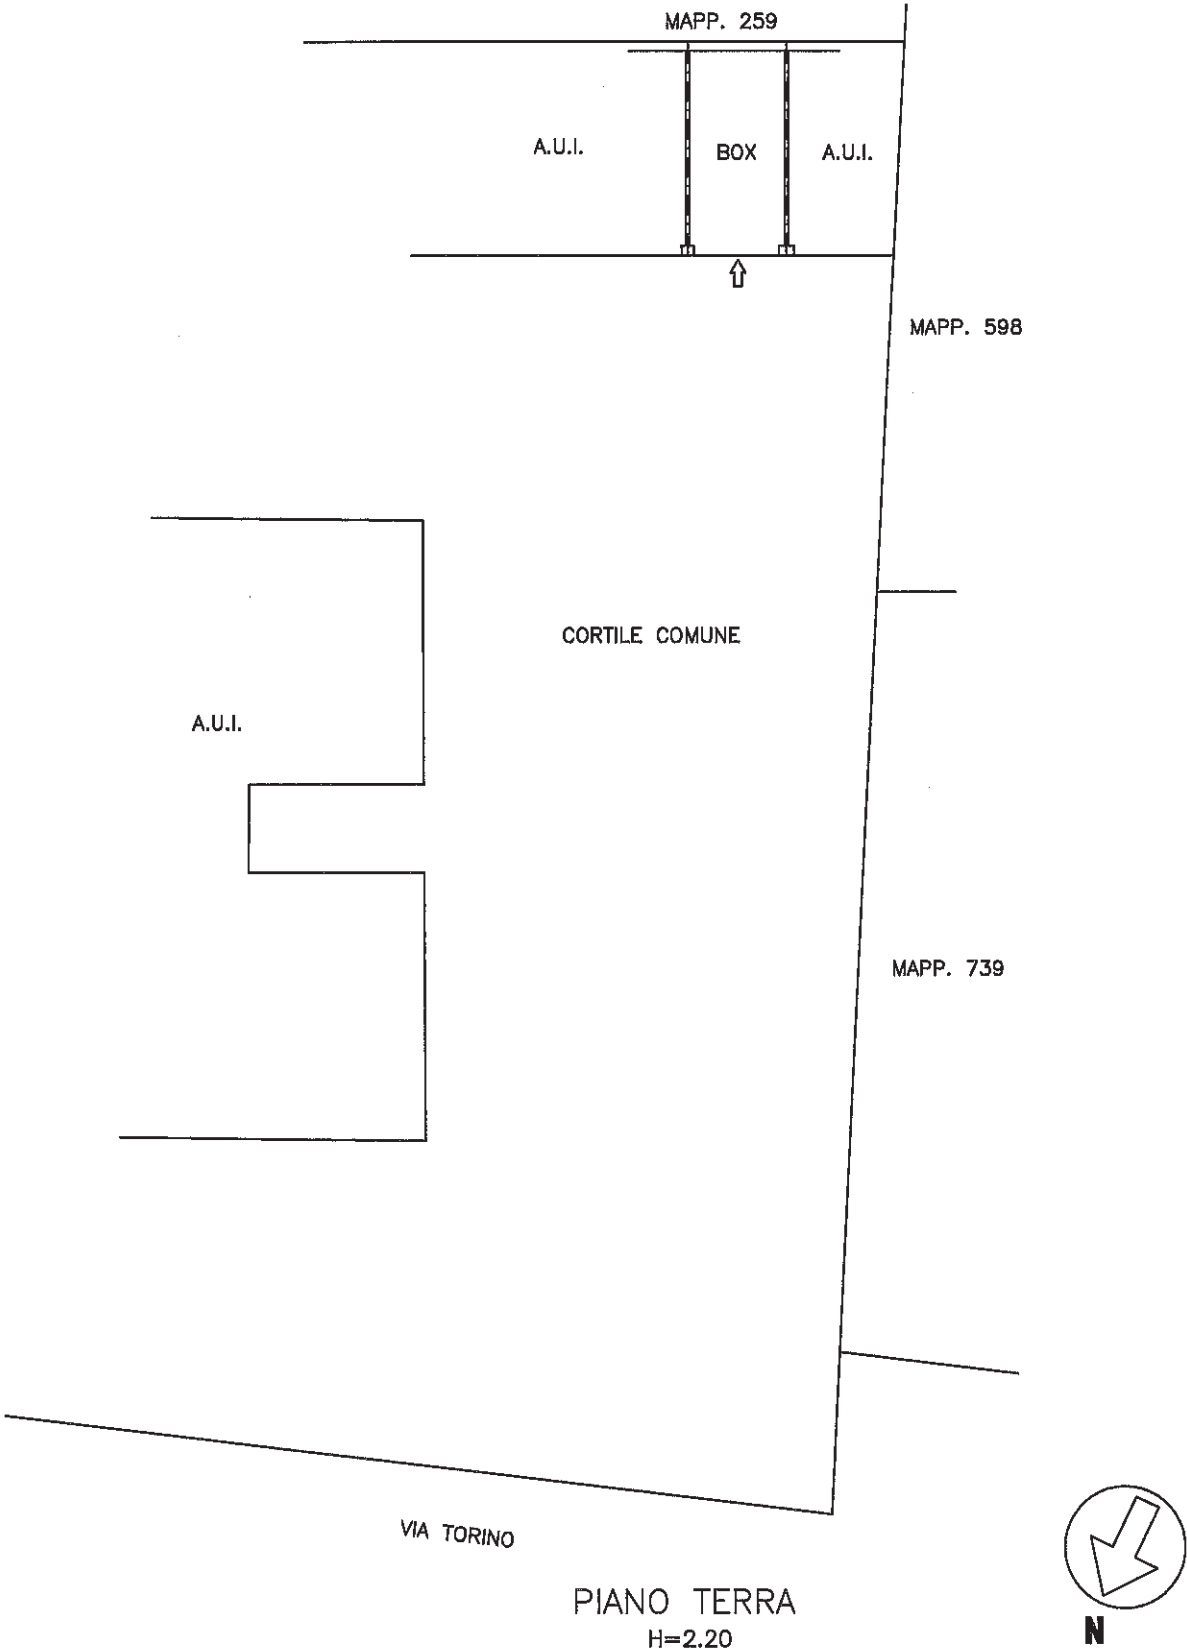 MAPP. 259
A.U.I.
BOX
A.U.I.
MAPP. 598
CORTILE COMUNE
A.U.I.
MAPP. 739
VIA TORINO
PIANO TERRA
H=2.20
N